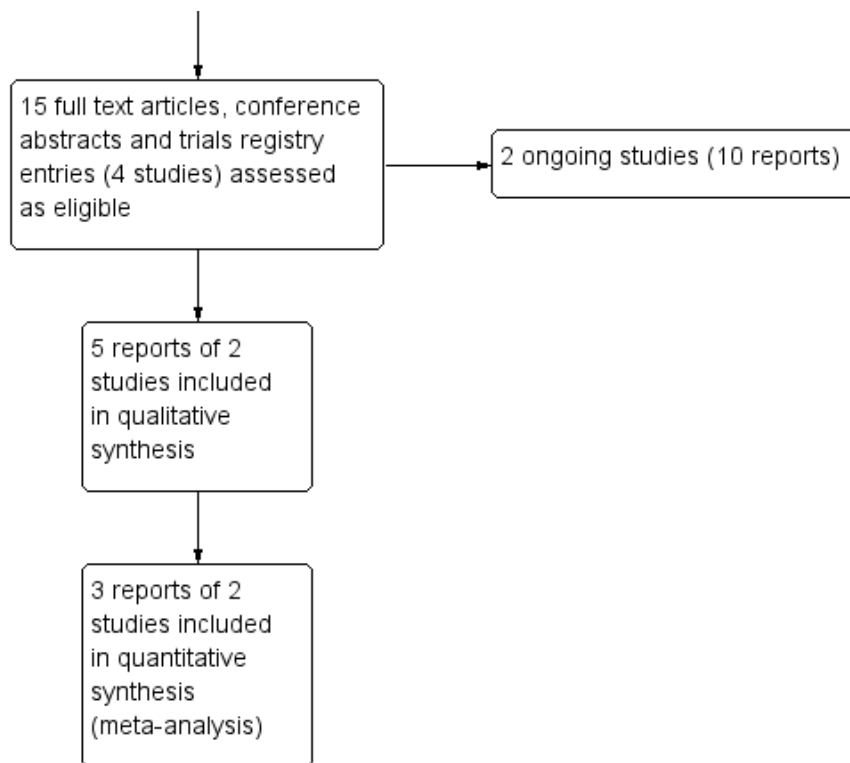 15 full text articles, conference
abstracts and trials registry
entries (4 studies) assessed
as eligible
2 ongoing studies (10 reports)
5 reports of 2
studies included
in qualitative
synthesis
3 reports of 2
studies included
in quantitative
synthesis
(meta-analysis)